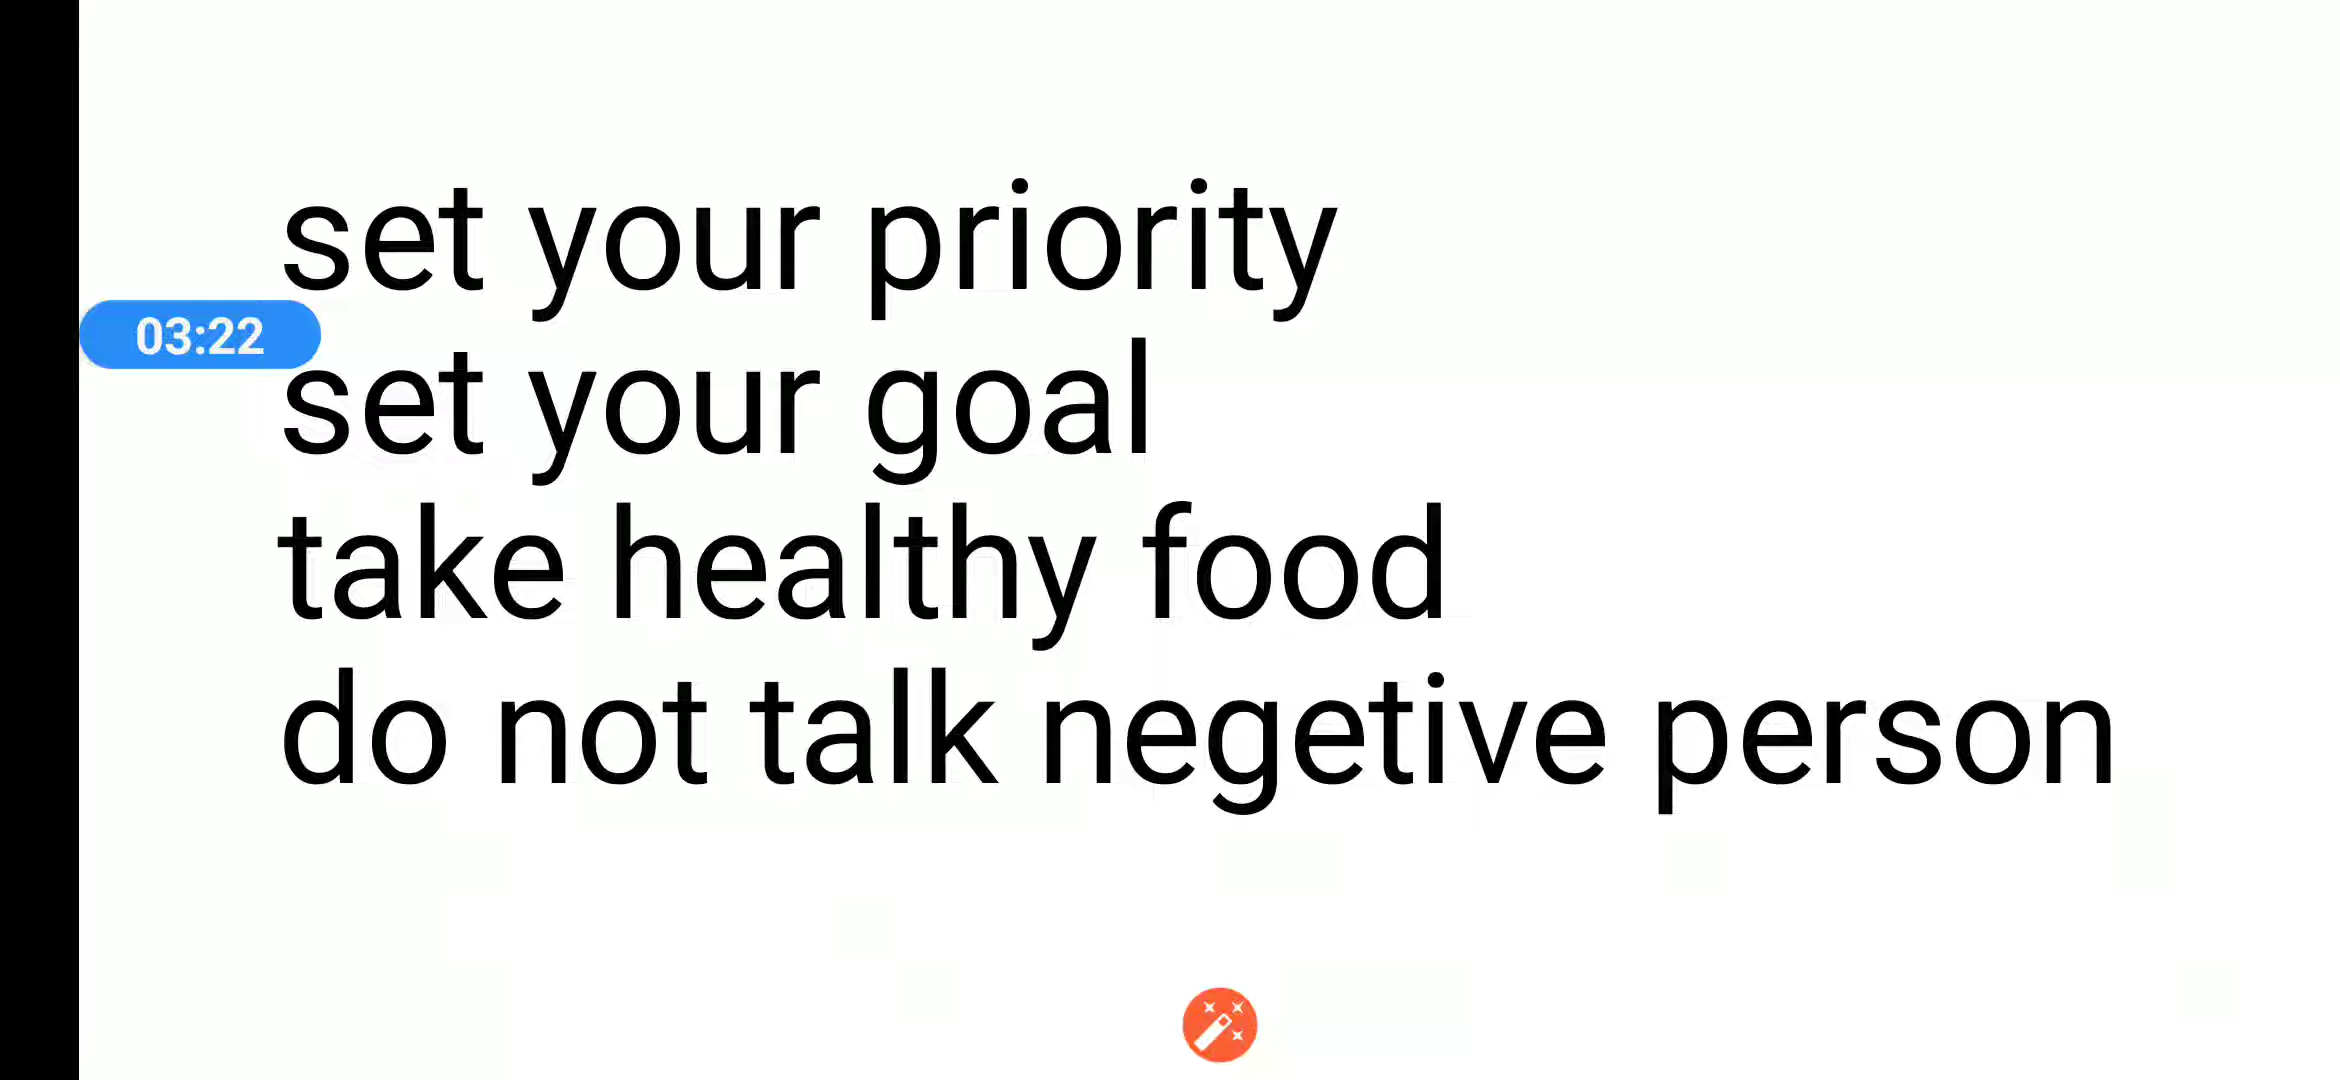 set your priority
03:22
set your goal
take healthy food
do not talk negetive person